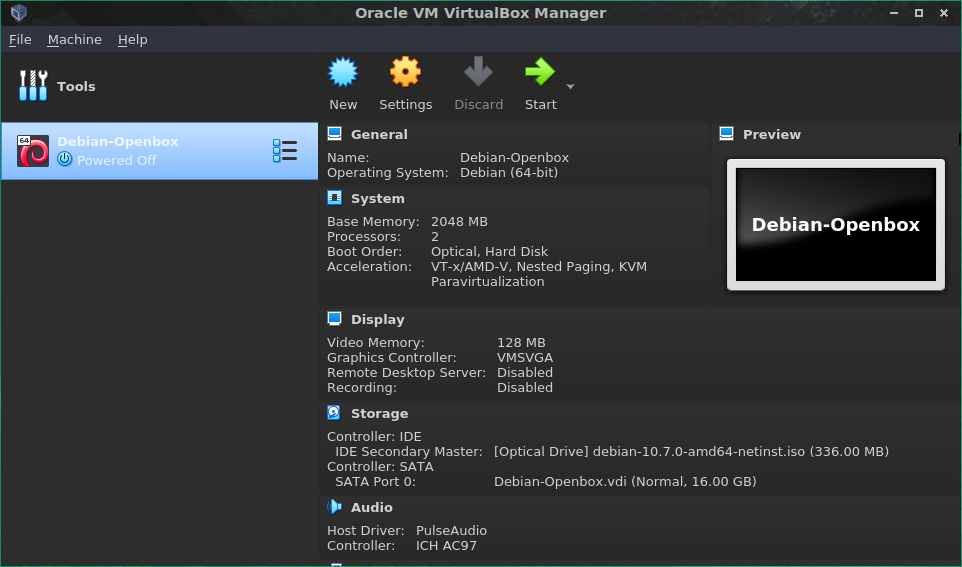 Oracle VM VirtualBox Manager
File Machine Help
Tools
New Settings Discard Start
64
Debian-Openbox
Powered Off
General
Name: Debian-Openbox
Operating System: Debian (64-bit)
System
Base Memory: 2048 MB
Processors: 2
Boot Order: Optical, Hard Disk
Acceleration: VT-x/AMD-V, Nested Paging, KVM
Paravirtualization
Preview
Debian-Openbox
Display
Video Memory: 128 MB
Graphics Controller: VMSVGA
Remote Desktop Server: Disabled
Recording: Disabled
Storage
Controller: IDE
IDE Secondary Master: [Optical Drive] debian-10.7.0-amd64-netinst.iso (336.00 MB)
Controller: SATA
SATA Port 0: Debian-Openbox.vdi (Normal, 16.00 GB)
Audio
Host Driver: PulseAudio
Controller: ICH AC97